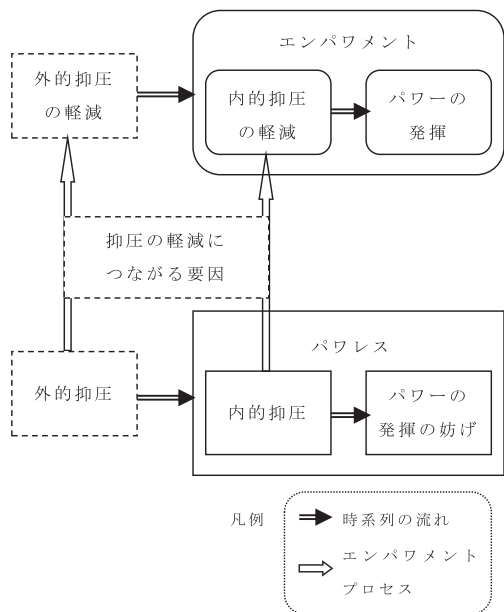 エンパワメント
外的抑圧
の軽減
内的抑圧
の軽減
パワーの
発揮
抑圧の軽減に
つながる要因
パワレス
外的抑圧
内的抑圧
パワーの
発揮の妨げ
凡例
時系列の流れ
エンパワメント
プロセス